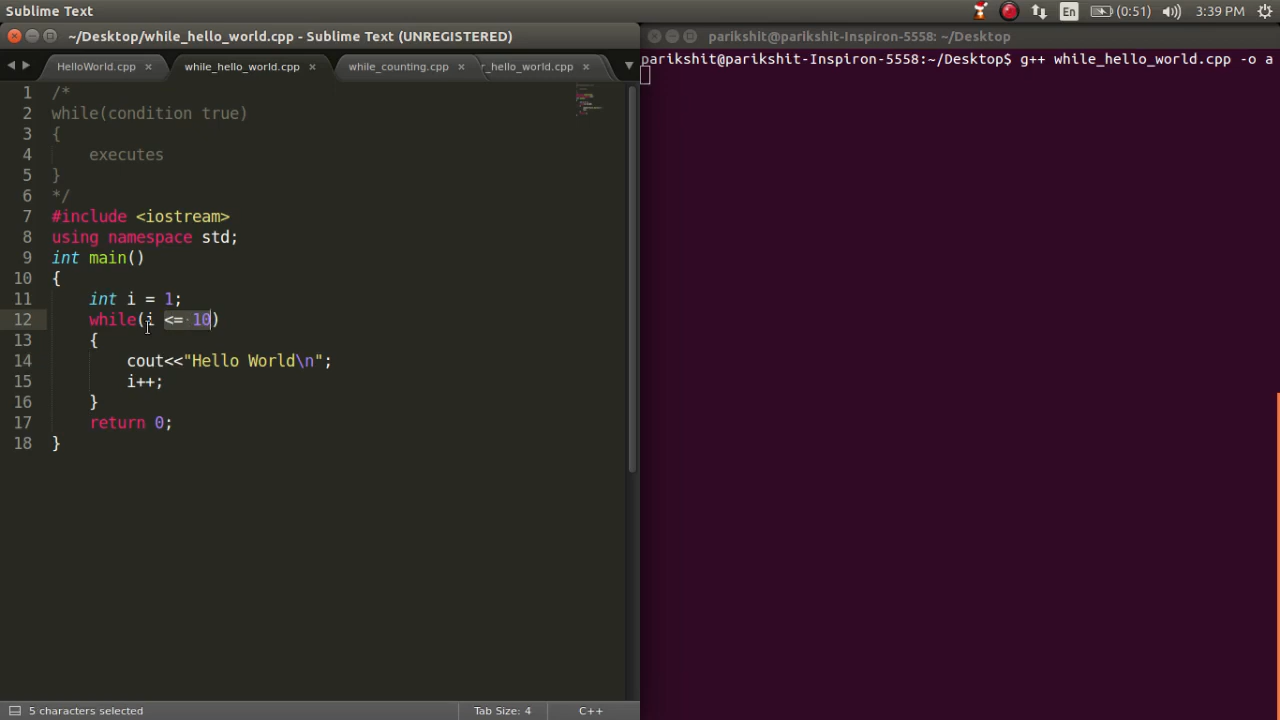 Sublime Text
En
(0:51)
3:39 PM
~/Desktop/while_hello_world.cpp - Sublime Text (UNREGISTERED)
HelloWorld.cpp
while_hello_world.cpp
while_counting.cpp
r_hello_world.cpp
1 /*
2 while(condition true)
3 {
4 executes
5 }
6 */
7 #include <iostream>
8 using namespace std;
9 int main()
10 {
11 int i = 1;
12 while(i <= 10)
13 {
14 cout<<"Hello World\n";
15 i++;
16 }
17 return 0;
18 }
5 characters selected
Tab Size: 4
C++
parikshit@parikshit-Inspiron-5558: ~/Desktop
parikshit@parikshit-Inspiron-5558:~/Desktop$ g++ while_hello_world.cpp -o a